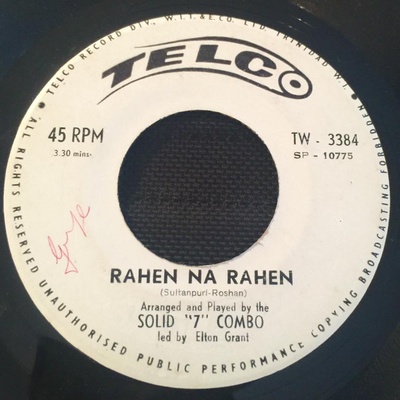 TELCO RECORD DIV. W.I.T.& E.CO. LTD. TRINIDAD W.I.
TELCO
45 RPM
3.30 mins.
TW - 3384
SP - 10775
RAHEN NA RAHEN
(Sultanpuri-Roshan)
Arranged and Played by the
SOLID "7" COMBO
led by Elton Grant
ALL RIGHTS RESERVED UNAUTHORISED PUBLIC PERFORMANCE COPYING BROADCASTING FORBIDDEN